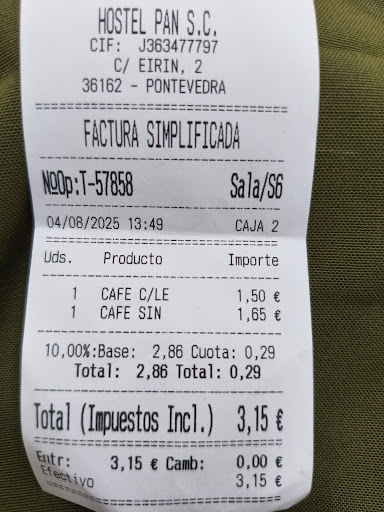 HOSTEL PAN S.C.
CIF: J363477797
C/ EIRIN, 2
36162 - PONTEVEDRA
FACTURA SIMPLIFICADA
NºOp:T-57858 Sala/S6
04/08/2025 13:49 CAJA 2
Uds. Producto Importe
1 CAFE C/LE 1,50 €
1 CAFE SIN 1,65 €
10,00%:Base: 2,86 Cuota: 0,29
Total: 2,86 Total: 0,29
Total (Impuestos Incl.) 3,15 €
Entr: 3,15 € Camb: 0,00 €
Efectivo 3,15 €